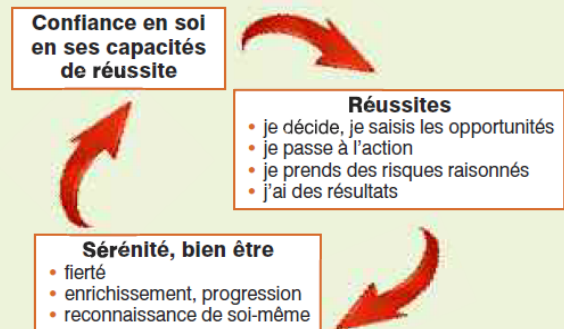 Confiance en soi
en ses capacités
de réussite
Réussites
• je décide, je saisis les opportunités
• je passe à l'action
• je prends des risques raisonnés
• j'ai des résultats
Sérénité, bien être
• fierté
• enrichissement, progression
• reconnaissance de soi-même